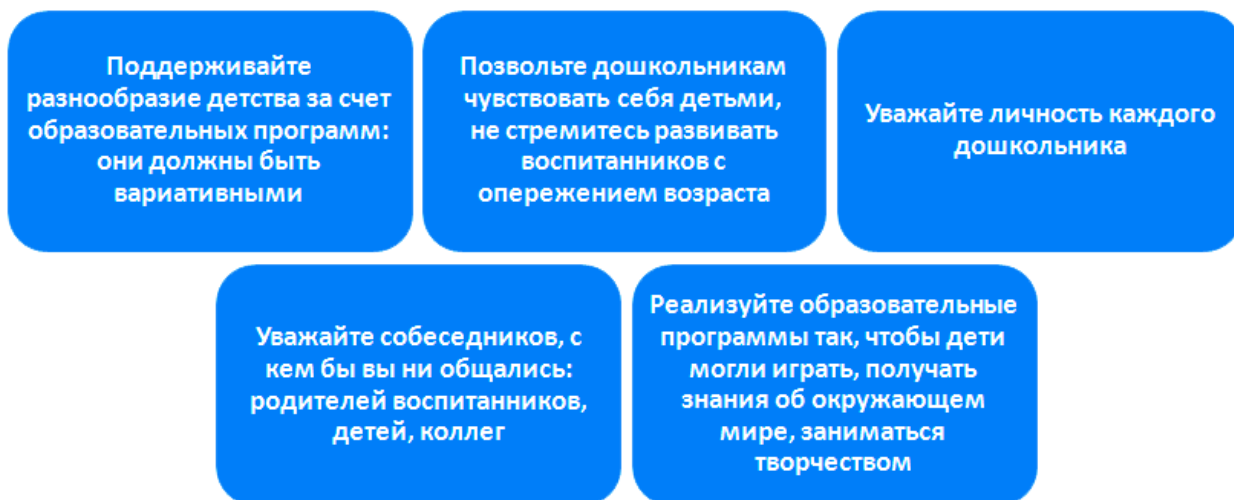 Поддерживайте
разнообразие детства за счет
образовательных программ:
они должны быть
вариативными
Позвольте дошкольникам
чувствовать себя детьми,
не стремитесь развивать
воспитанников с
опережением возраста
Уважайте личность каждого
дошкольника
Уважайте собеседников, с
кем бы вы ни общались:
родителей воспитанников,
детей, коллег
Реализуйте образовательные
программы так, чтобы дети
могли играть, получать
знания об окружающем
мире, заниматься
творчеством